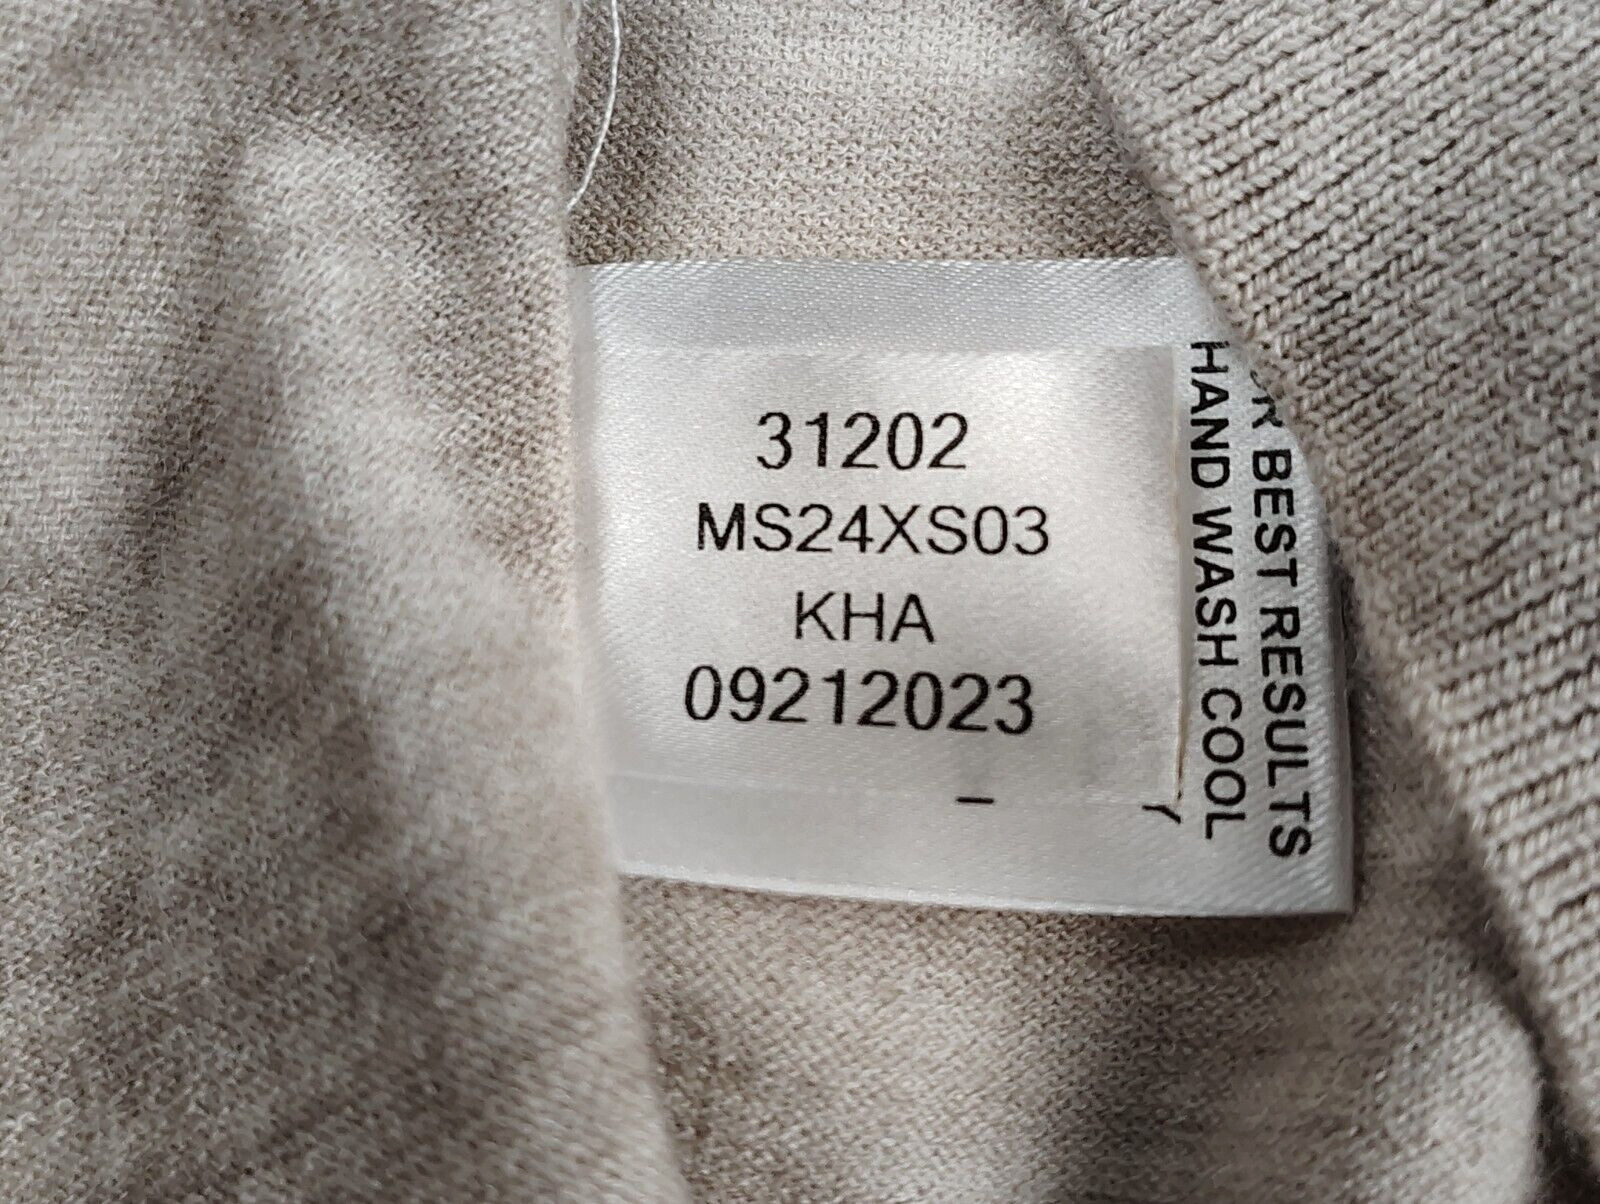 31202
MS24XS03
KHA
09212023
BEST RESULTS
HAND WASH COOL